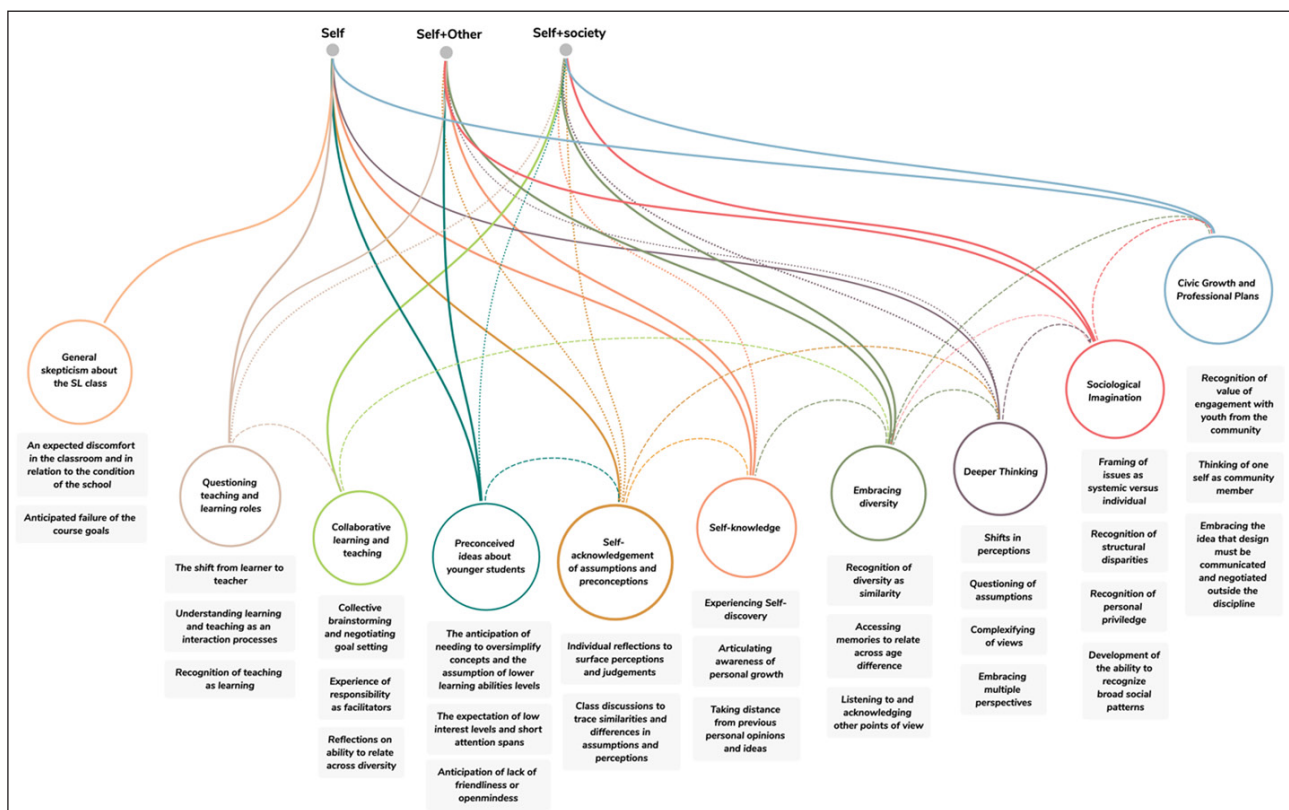 Self
Self+Other
Self+society
General
skepticism about
the SL class
An expected discomfort
in the classroom and in
relation to the condition
of the school
Anticipated failure of the
course goals
Questioning
teaching and
learning roles
The shift from learner to
teacher
Understanding learning
and teaching as an
interaction processes
Recognition of teaching
as learning
Collaborative
learning and
teaching
Collective
brainstorming
and negotiating
goal setting
Experience of
responsibility
as facilitators
Reflections on
ability to relate
across diversity
Preconceived
ideas about
younger students
The anticipation of
needing to oversimplify
concepts and the
assumption of lower
learning abilities levels
The expectation of low
interest levels and short
attention spans
Anticipation of lack of
friendliness or
openmindess
Self-
acknowledgement
of assumptions and
preconceptions
Individual reflections to
surface perceptions
and judgements
Class discussions to
trace similarities and
differences in
assumptions and
perceptions
Self-knowledge
Experiencing Self-
discovery
Articulating
awareness of
personal growth
Taking distance
from previous
personal opinions
and ideas
Embracing
diversity
Recognition of
diversity as
similarity
Accessing
memories to relate
across age
difference
Listening to and
acknowledging
other points of view
Deeper Thinking
Shifts in
perceptions
Questioning of
assumptions
Complexifying
of views
Embracing
multiple
perspectives
Sociological
Imagination
Framing of
issues as
systemic versus
individual
Recognition of
structural
disparities
Recognition
of personal
priviledge
Development of
the ability to
recognize
broad social
patterns
Civic Growth and
Professional Plans
Recognition of
value of
engagement with
youth from the
community
Thinking of one
self as community
member
Embracing the
idea that design
must be
communicated
and negotiated
outside the
discipline